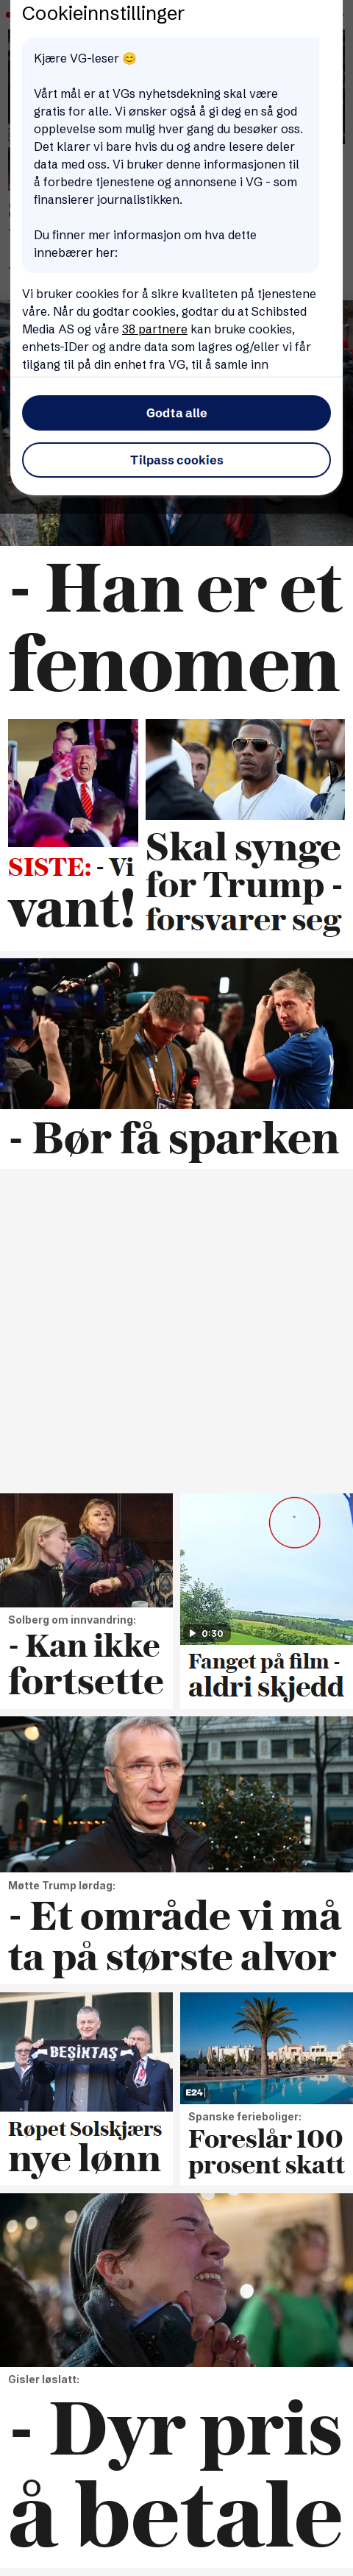 Cookieinnstillinger
Kjære VG-leser 😊
Vårt mål er at VGs nyhetsdekning skal være
gratis for alle. Vi ønsker også å gi deg en så god
opplevelse som mulig hver gang du besøker oss.
Det klarer vi bare hvis du og andre lesere deler
data med oss. Vi bruker denne informasjonen til
å forbedre tjenestene og annonsene i VG - som
finansierer journalistikken.
Du finner mer informasjon om hva dette
innebærer her:
Vi bruker cookies for å sikre kvaliteten på tjenestene
våre. Når du godtar cookies, godtar du at Schibsted
Media AS og våre 38 partnere kan bruke cookies,
enhets-IDer og andre data som lagres og/eller vi får
tilgang til på din enhet fra VG, til å samle inn
Godta alle
Tilpass cookies
- Han er et
fenomen
SISTE: - Vi
vant!
Skal synge
for Trump -
forsvarer seg
- Bør få sparken
Solberg om innvandring:
- Kan ikke
fortsette
0:30
Fanget på film -
aldri skjedd
Møtte Trump lørdag:
- Et område vi må
ta på største alvor
BEŞİKTAŞ
Røpet Solskjærs
nye lønn
E24
Spanske ferieboliger:
Foreslår 100
prosent skatt
Gisler løslatt:
- Dyr pris
å betale